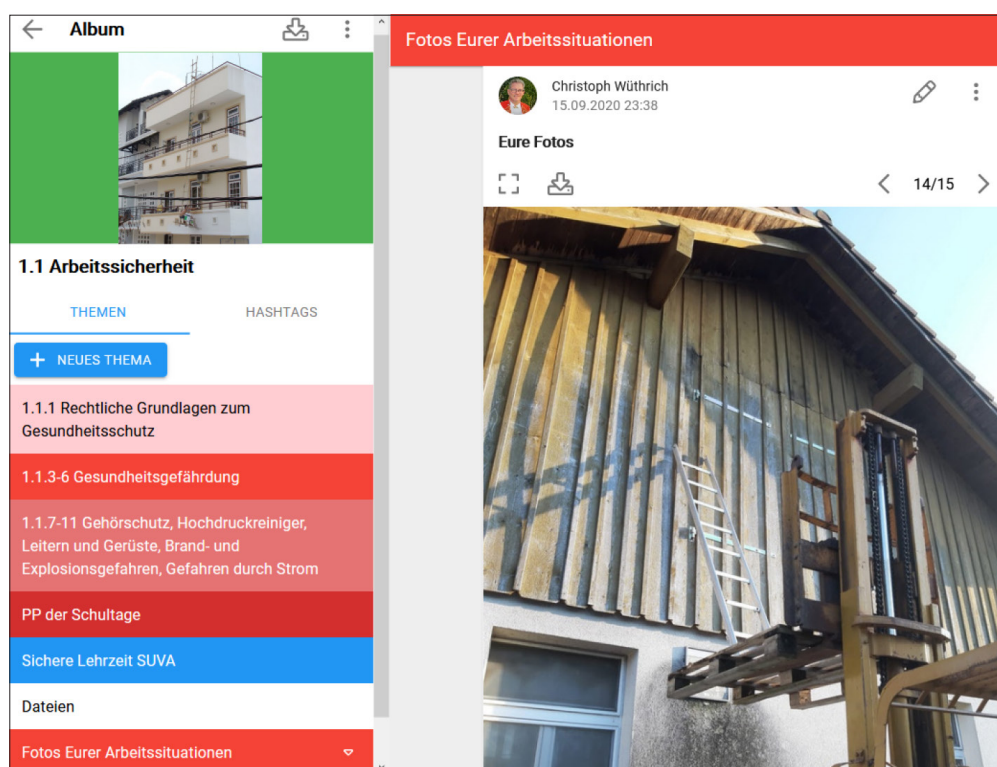 Album
1.1 Arbeitssicherheit
THEMEN
HASHTAGS
+ NEUES THEMA
1.1.1 Rechtliche Grundlagen zum
Gesundheitsschutz
1.1.3-6 Gesundheitsgefährdung
1.1.7-11 Gehörschutz, Hochdruckreiniger,
Leitern und Gerüste, Brand- und
Explosionsgefahren, Gefahren durch Strom
PP der Schultage
Sichere Lehrzeit SUVA
Dateien
Fotos Eurer Arbeitssituationen
Fotos Eurer Arbeitssituationen
Christoph Wüthrich
15.09.2020 23:38
Eure Fotos
14/15